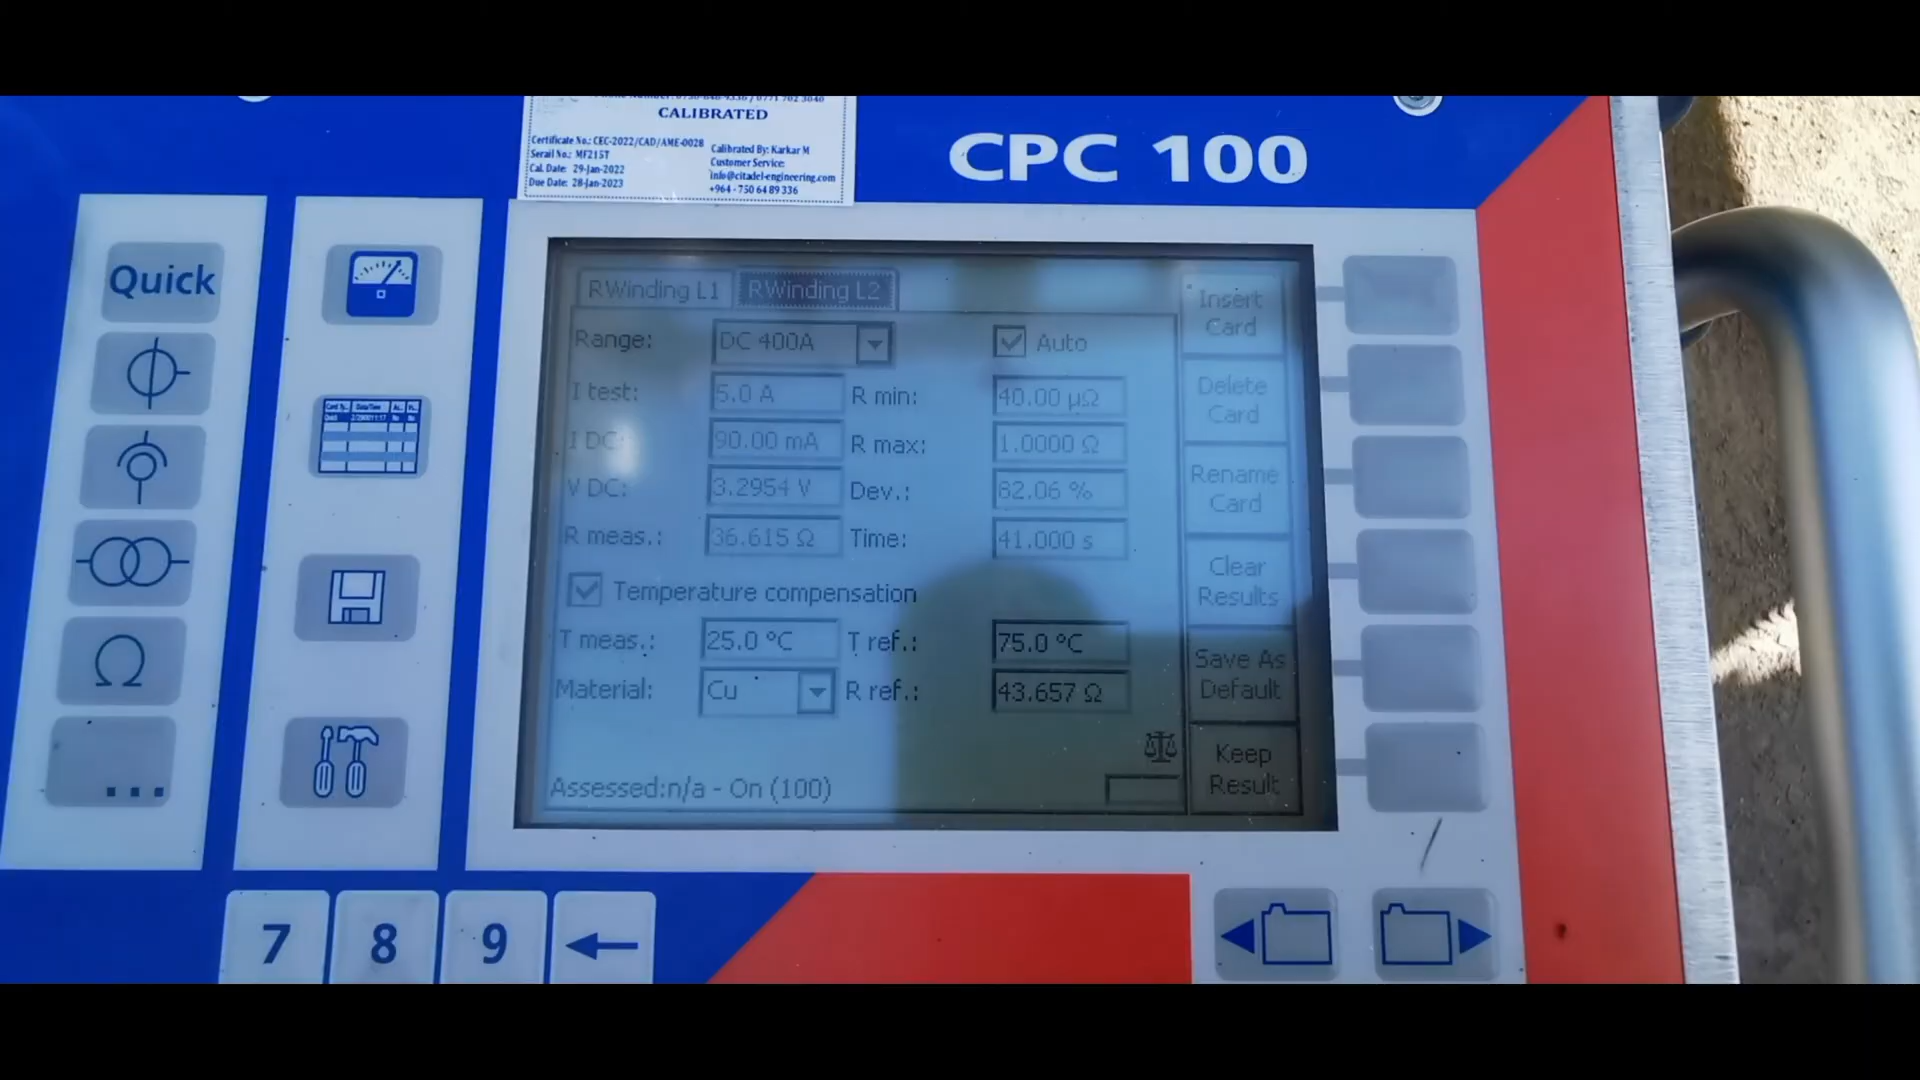 CALIBRATED
Certificate No.: CEC-2022/CAD/AME-0028
Serail No.: MF215T
Cal. Date: 29-Jan-2022
Due Date: 28-Jan-2023
Calibrated By: Karkar M
Customer Service:
info@citadel-engineering.com
+964 - 750 64 89 336
CPC 100
Quick
...
RWinding L1 RWinding L2
Range: DC 400A Auto
I test: 5.0 A R min: 40.00 µΩ
I DC: 90.00 mA R max: 1.0000 Ω
V DC: 3.2954 V Dev.: 82.06 %
R meas.: 36.615 Ω Time: 41.000 s
Temperature compensation
T meas.: 25.0 °C T ref.: 75.0 °C
Material: Cu R ref.: 43.657 Ω
Assessed:n/a - On (100)
Insert
Card
Delete
Card
Rename
Card
Clear
Results
Save As
Default
Keep
Result
7 8 9